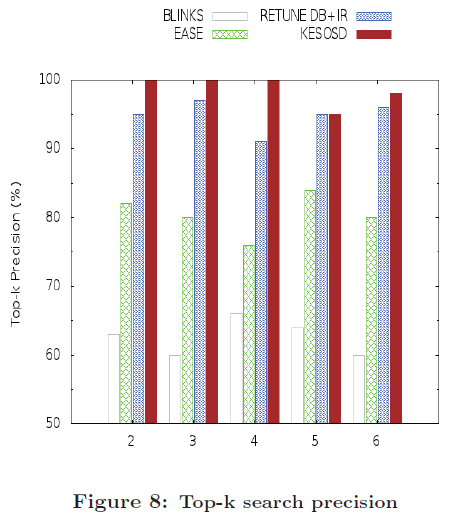 BLINKS
RETUNE DB+IR
EASE
KESOSD
100
90
80
70
60
50
Top-k Precision (%)
2 3 4 5 6
Figure 8: Top-k search precision